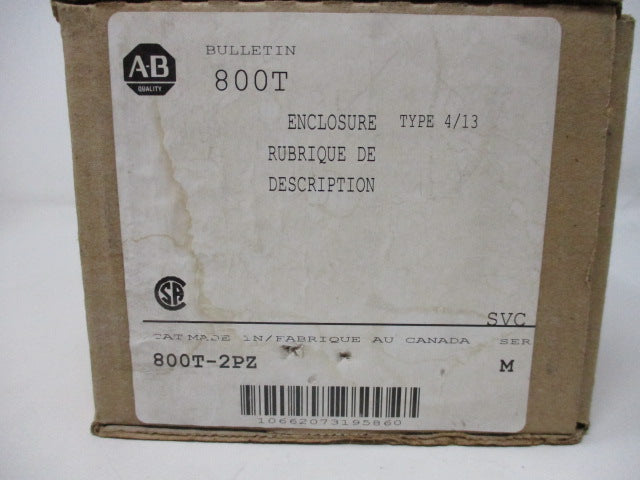 A-B
QUALITY
BULLETIN
800T
ENCLOSURE TYPE 4/13
RUBRIQUE DE
DESCRIPTION
SVC
CAT MADE IN/FABRIQUE AU CANADA SER
800T-2PZ M
10662073195860